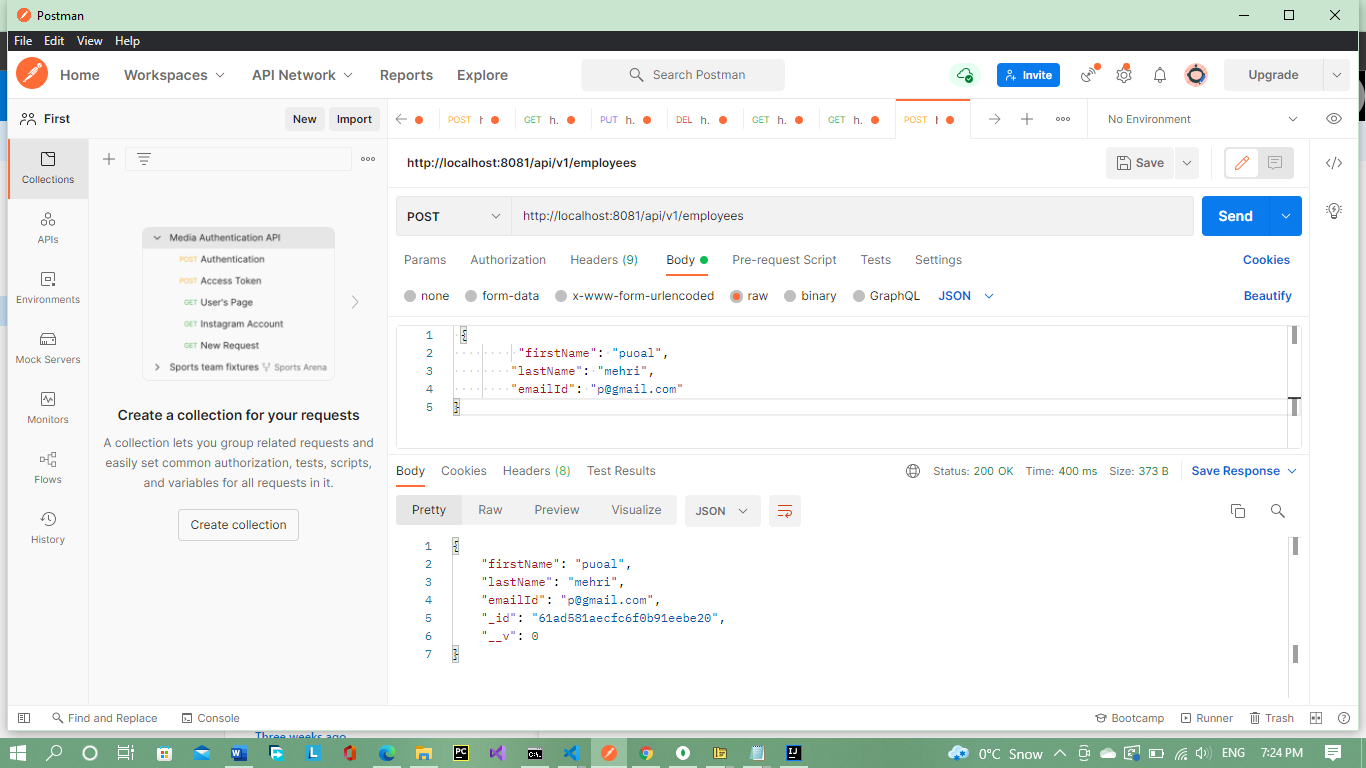 Postman
File Edit View Help
Home Workspaces API Network Reports Explore Search Postman Invite Upgrade
First New Import
POST h GET h. PUT h. DEL h. GET h. GET h. POST h No Environment
Collections
APIs
Environments
Mock Servers
Monitors
Flows
History
Media Authentication API
POST Authentication
POST Access Token
GET User's Page
GET Instagram Account
GET New Request
Sports team fixtures Sports Arena
Create a collection for your requests
A collection lets you group related requests and
easily set common authorization, tests, scripts,
and variables for all requests in it.
Create collection
http://localhost:8081/api/v1/employees Save
POST http://localhost:8081/api/v1/employees Send
Params Authorization Headers (9) Body Pre-request Script Tests Settings Cookies
none form-data x-www-form-urlencoded raw binary GraphQL JSON Beautify
1 {
2 "firstName": "puoal",
3 "lastName": "mehri",
4 "emailId": "p@gmail.com"
5 }
Body Cookies Headers (8) Test Results Status: 200 OK Time: 400 ms Size: 373 B Save Response
Pretty Raw Preview Visualize JSON
1 {
2 "firstName": "puoal",
3 "lastName": "mehri",
4 "emailId": "p@gmail.com",
5 "_id": "61ad581aecfc6f0b91eebe20",
6 "__v": 0
7 }
Find and Replace Console Bootcamp Runner Trash
Three weeks ago
0°C Snow ENG 7:24 PM